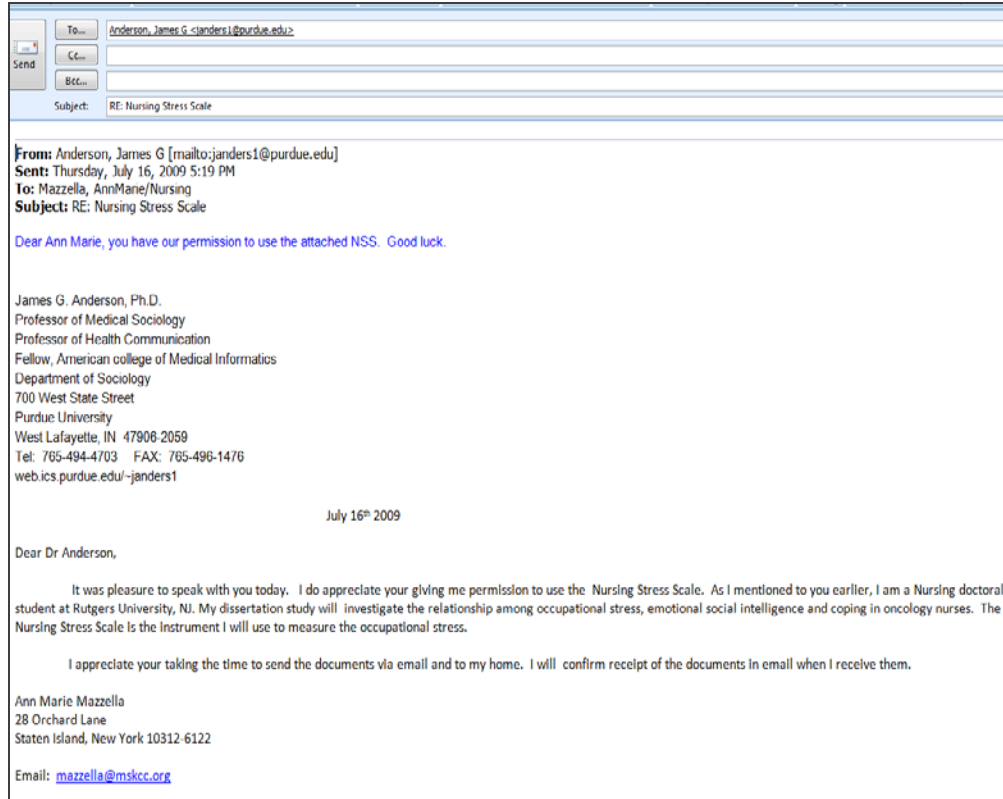 To... Anderson, James G <janders1@purdue.edu>
Send
Cc...
Bcc...
Subject: RE: Nursing Stress Scale
From: Anderson, James G [mailto:janders1@purdue.edu]
Sent: Thursday, July 16, 2009 5:19 PM
To: Mazzella, AnnMarie/Nursing
Subject: RE: Nursing Stress Scale
Dear Ann Marie, you have our permission to use the attached NSS. Good luck.
James G. Anderson, Ph.D.
Professor of Medical Sociology
Professor of Health Communication
Fellow, American college of Medical Informatics
Department of Sociology
700 West State Street
Purdue University
West Lafayette, IN 47906-2059
Tel: 765-494-4703 FAX: 765-496-1476
web.ics.purdue.edu/~janders1
July 16th 2009
Dear Dr Anderson,
It was pleasure to speak with you today. I do appreciate your giving me permission to use the Nursing Stress Scale. As I mentioned to you earlier, I am a Nursing doctoral
student at Rutgers University, NJ. My dissertation study will investigate the relationship among occupational stress, emotional social intelligence and coping in oncology nurses. The
Nursing Stress Scale is the instrument I will use to measure the occupational stress.
I appreciate your taking the time to send the documents via email and to my home. I will confirm receipt of the documents in email when I receive them.
Ann Marie Mazzella
28 Orchard Lane
Staten Island, New York 10312-6122
Email: mazzella@mskcc.org